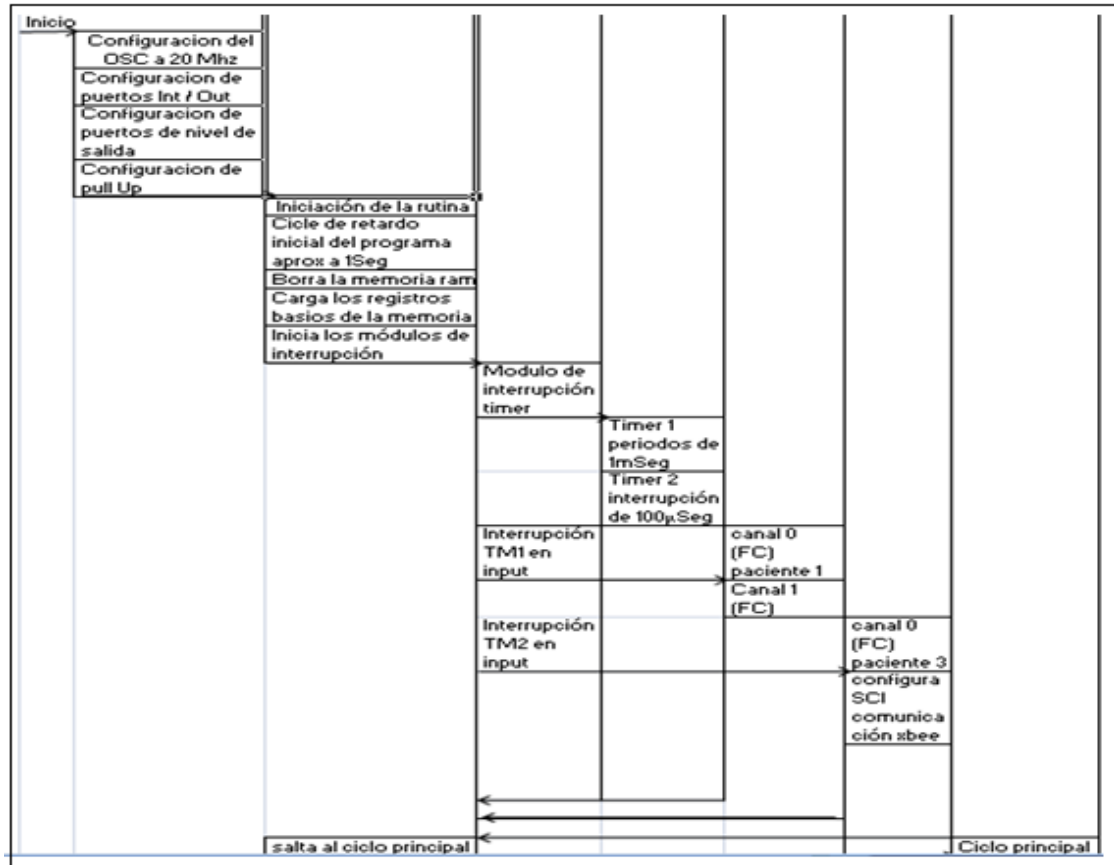 Inicio
Configuracion del
OSC a 20 Mhz
Configuracion de
puertos Int / Out
Configuracion de
puertos de nivel de
salida
Configuracion de
pull Up
Iniciación de la rutina
Cicle de retardo
inicial del programa
aprox a 1Seg
Borra la memoria ram
Carga los registros
basios de la memoria
Inicia los módulos de
interrupción
Modulo de
interrupción
timer
Timer 1
periodos de
1mSeg
Timer 2
interrupción
de 100µSeg
Interrupción
TM1 en
input
canal 0
(FC)
paciente 1
Canal 1
(FC)
Interrupción
TM2 en
input
canal 0
(FC)
paciente 3
configura
SCI
comunica
ción xbee
salta al ciclo principal
Ciclo principal